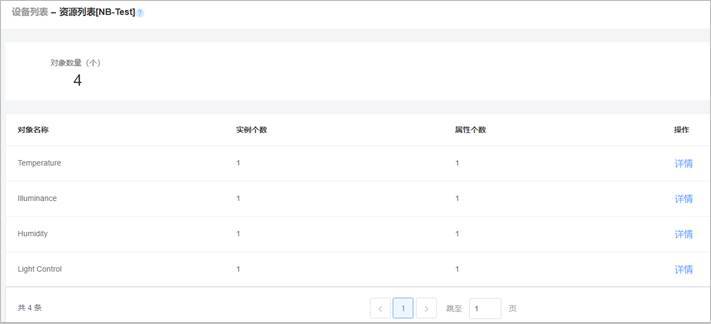 设备列表 – 资源列表[NB-Test] ?
对象数量（个）
4
对象名称 实例个数 属性个数 操作
Temperature 1 1 详情
Illuminance 1 1 详情
Humidity 1 1 详情
Light Control 1 1 详情
共 4 条 < 1 > 跳至 1 页